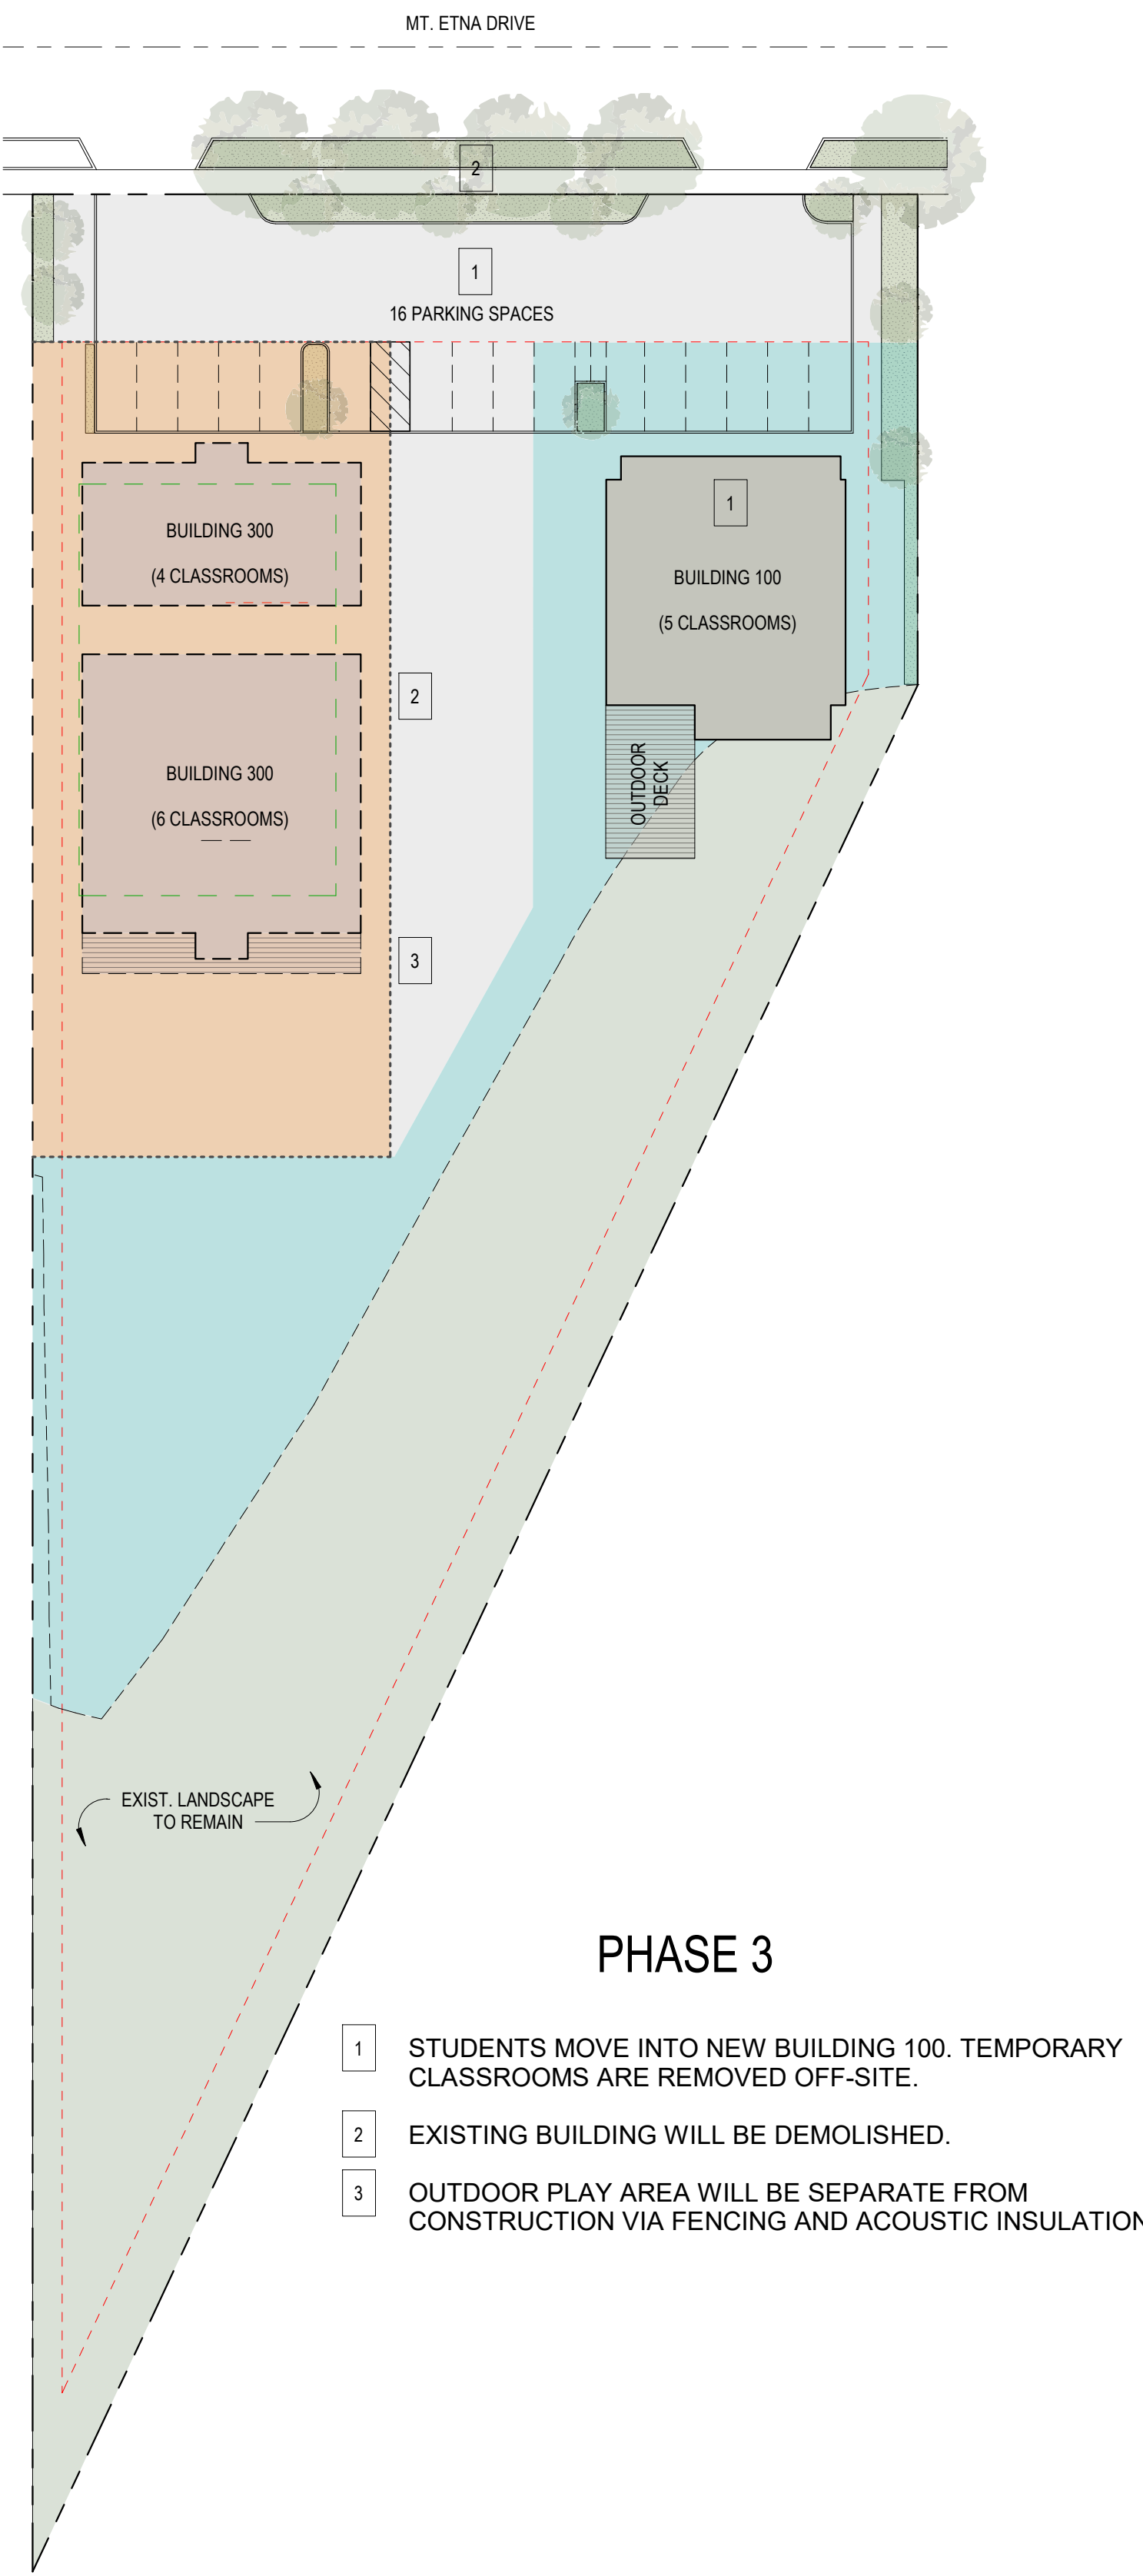 MT. ETNA DRIVE
2
1
16 PARKING SPACES
BUILDING 300
(4 CLASSROOMS)
1
BUILDING 100
(5 CLASSROOMS)
2
OUTDOOR
DECK
BUILDING 300
(6 CLASSROOMS)
3
EXIST. LANDSCAPE
TO REMAIN
PHASE 3
1 STUDENTS MOVE INTO NEW BUILDING 100. TEMPORARY
CLASSROOMS ARE REMOVED OFF-SITE.
2 EXISTING BUILDING WILL BE DEMOLISHED.
3 OUTDOOR PLAY AREA WILL BE SEPARATE FROM
CONSTRUCTION VIA FENCING AND ACOUSTIC INSULATION